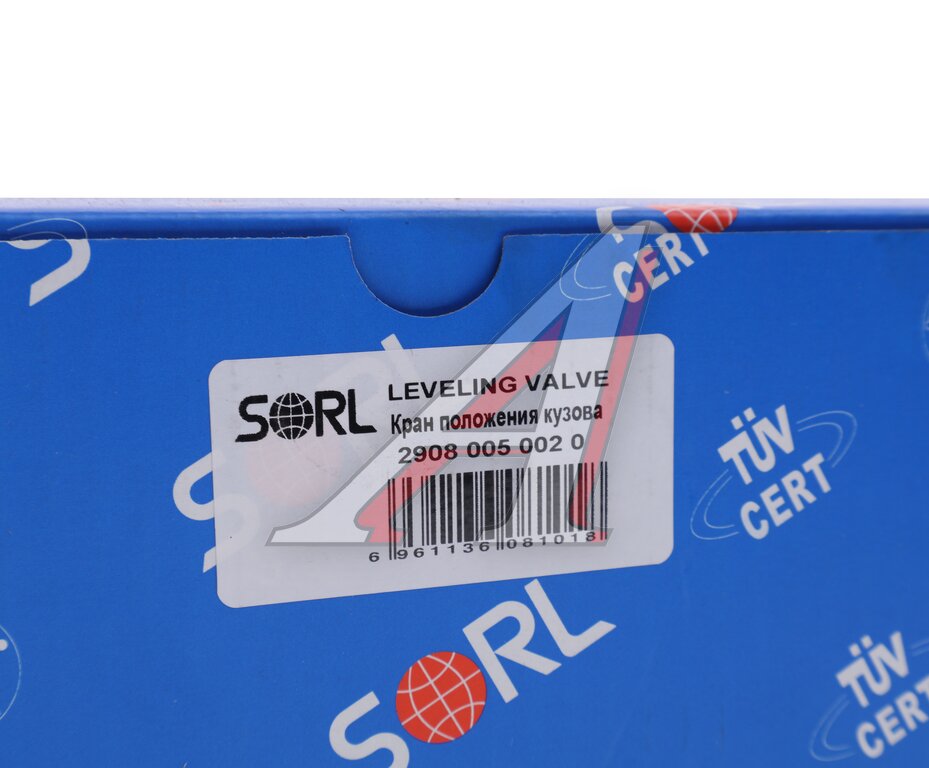 CERT
SORL
LEVELING VALVE
Кран положения кузова
2908 005 002 0
6 961136 081018
TÜV
CERT
SORL
TÜV
CERT